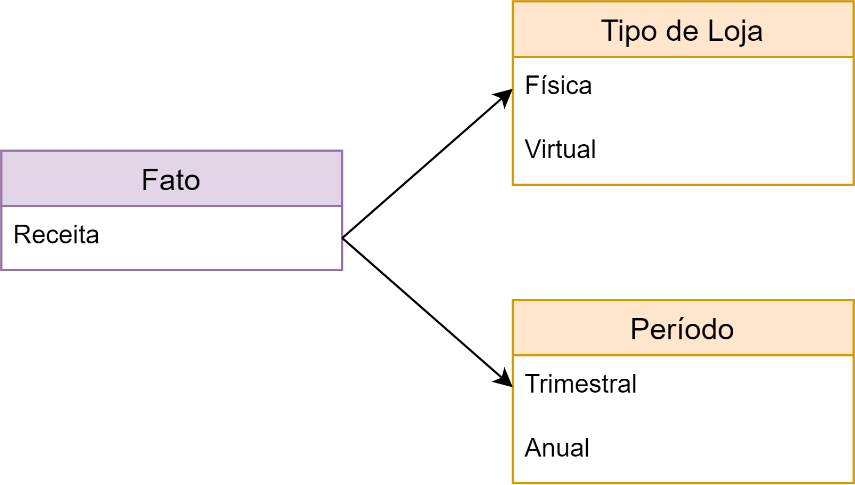 Fato
Receita
Tipo de Loja
Física
Virtual
Período
Trimestral
Anual